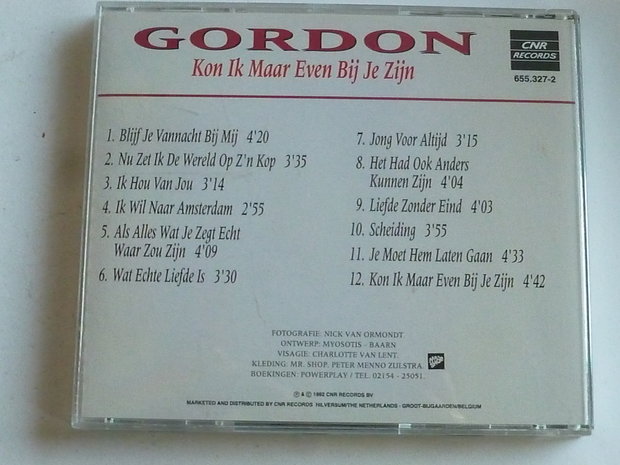 GORDON
Kon Ik Maar Even Bij Je Zijn
CNR
RECORDS
655.327-2
1. Blijf Je Vannacht Bij Mij 4'20
2. Nu Zet Ik De Wereld Op Z'n Kop 3'35
3. Ik Hou Van Jou 3'14
4. Ik Wil Naar Amsterdam 2'55
5. Als Alles Wat Je Zegt Echt
Waar Zou Zijn 4'09
6. Wat Echte Liefde Is 3'30
7. Jong Voor Altijd 3'15
8. Het Had Ook Anders
Kunnen Zijn 4'04
9. Liefde Zonder Eind 4'03
10. Scheiding 3'55
11. Je Moet Hem Laten Gaan 4'33
12. Kon Ik Maar Even Bij Je Zijn 4'42
FOTOGRAFIE: NICK VAN ORMONDT.
ONTWERP: MYOSOTIS - BAARN
VISAGIE: CHARLOTTE VAN LENT.
KLEDING: MR. SHOP. PETER MENNO ZIJLSTRA.
BOEKINGEN: POWERPLAY / TEL. 02154 - 25051.
Ⓟ & © 1992 CNR RECORDS BV
MARKETED AND DISTRIBUTED BY CNR RECORDS HILVERSUM/THE NETHERLANDS - GROOT-BIJGAARDEN/BELGIUM